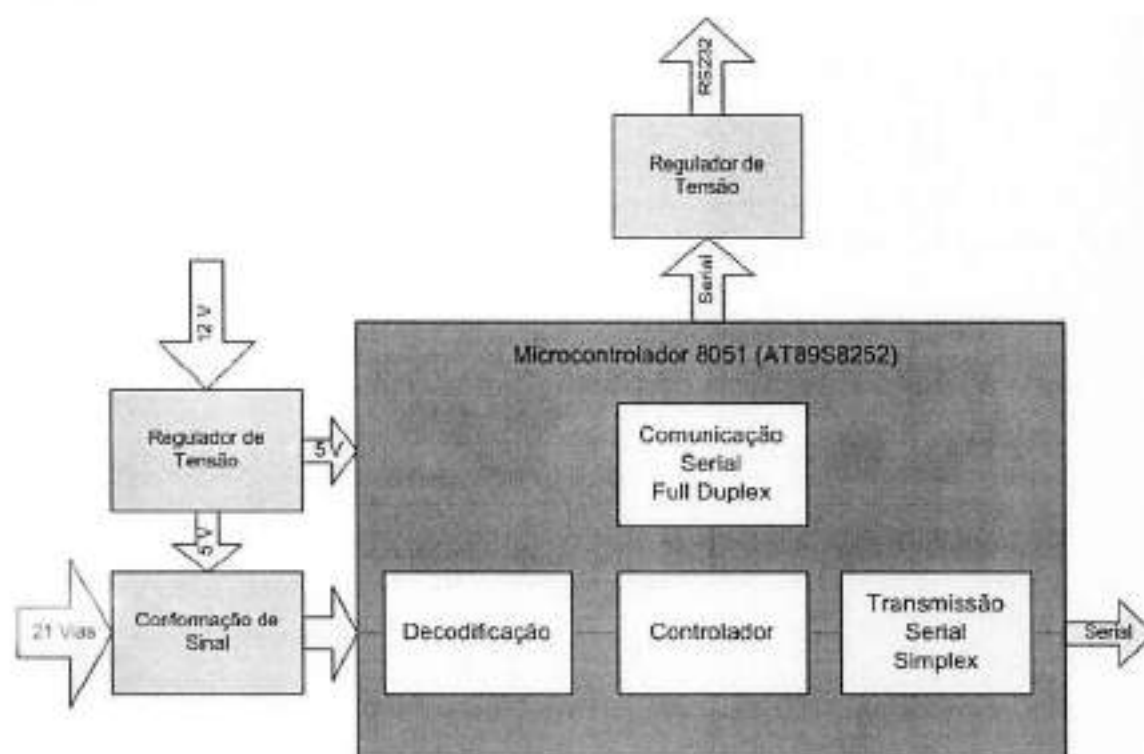 RS232
Regulador de
Tensão
Serial
12 V
Microcontrolador 8051 (AT89S8252)
Regulador de
Tensão
5 V
Comunicação
Serial
Full Duplex
5 V
21 Vias
Conformação de
Sinal
Decodificação
Controlador
Transmissão
Serial
Simplex
Serial